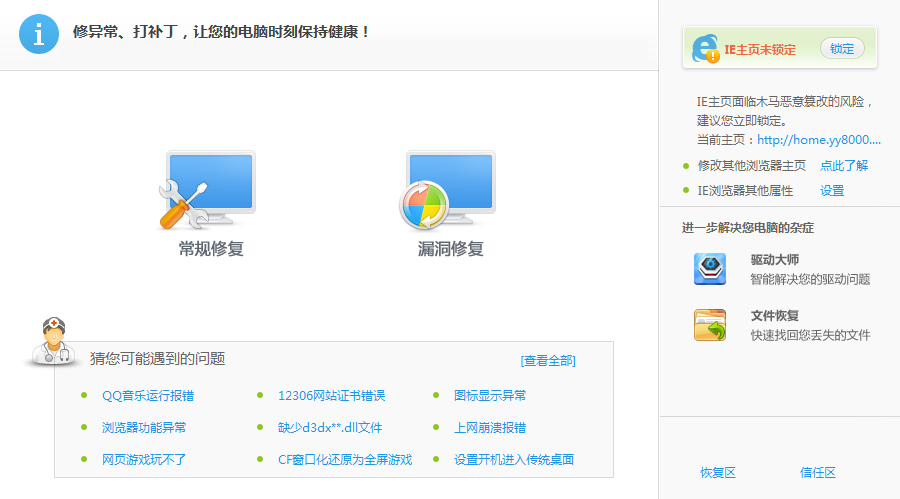 修异常、打补丁，让您的电脑时刻保持健康！
常规修复
漏洞修复
猜您可能遇到的问题
[查看全部]
QQ音乐运行报错
12306网站证书错误
图标显示异常
浏览器功能异常
缺少d3dx**.dll文件
上网崩溃报错
网页游戏玩不了
CF窗口化还原为全屏游戏
设置开机进入传统桌面
IE主页未锁定
锁定
IE主页面临木马恶意篡改的风险，
建议您立即锁定。
当前主页：http://home.yy8000....
修改其他浏览器主页 点此了解
IE浏览器其他属性 设置
进一步解决您电脑的杂症
驱动大师
智能解决您的驱动问题
文件恢复
快速找回您丢失的文件
恢复区
信任区